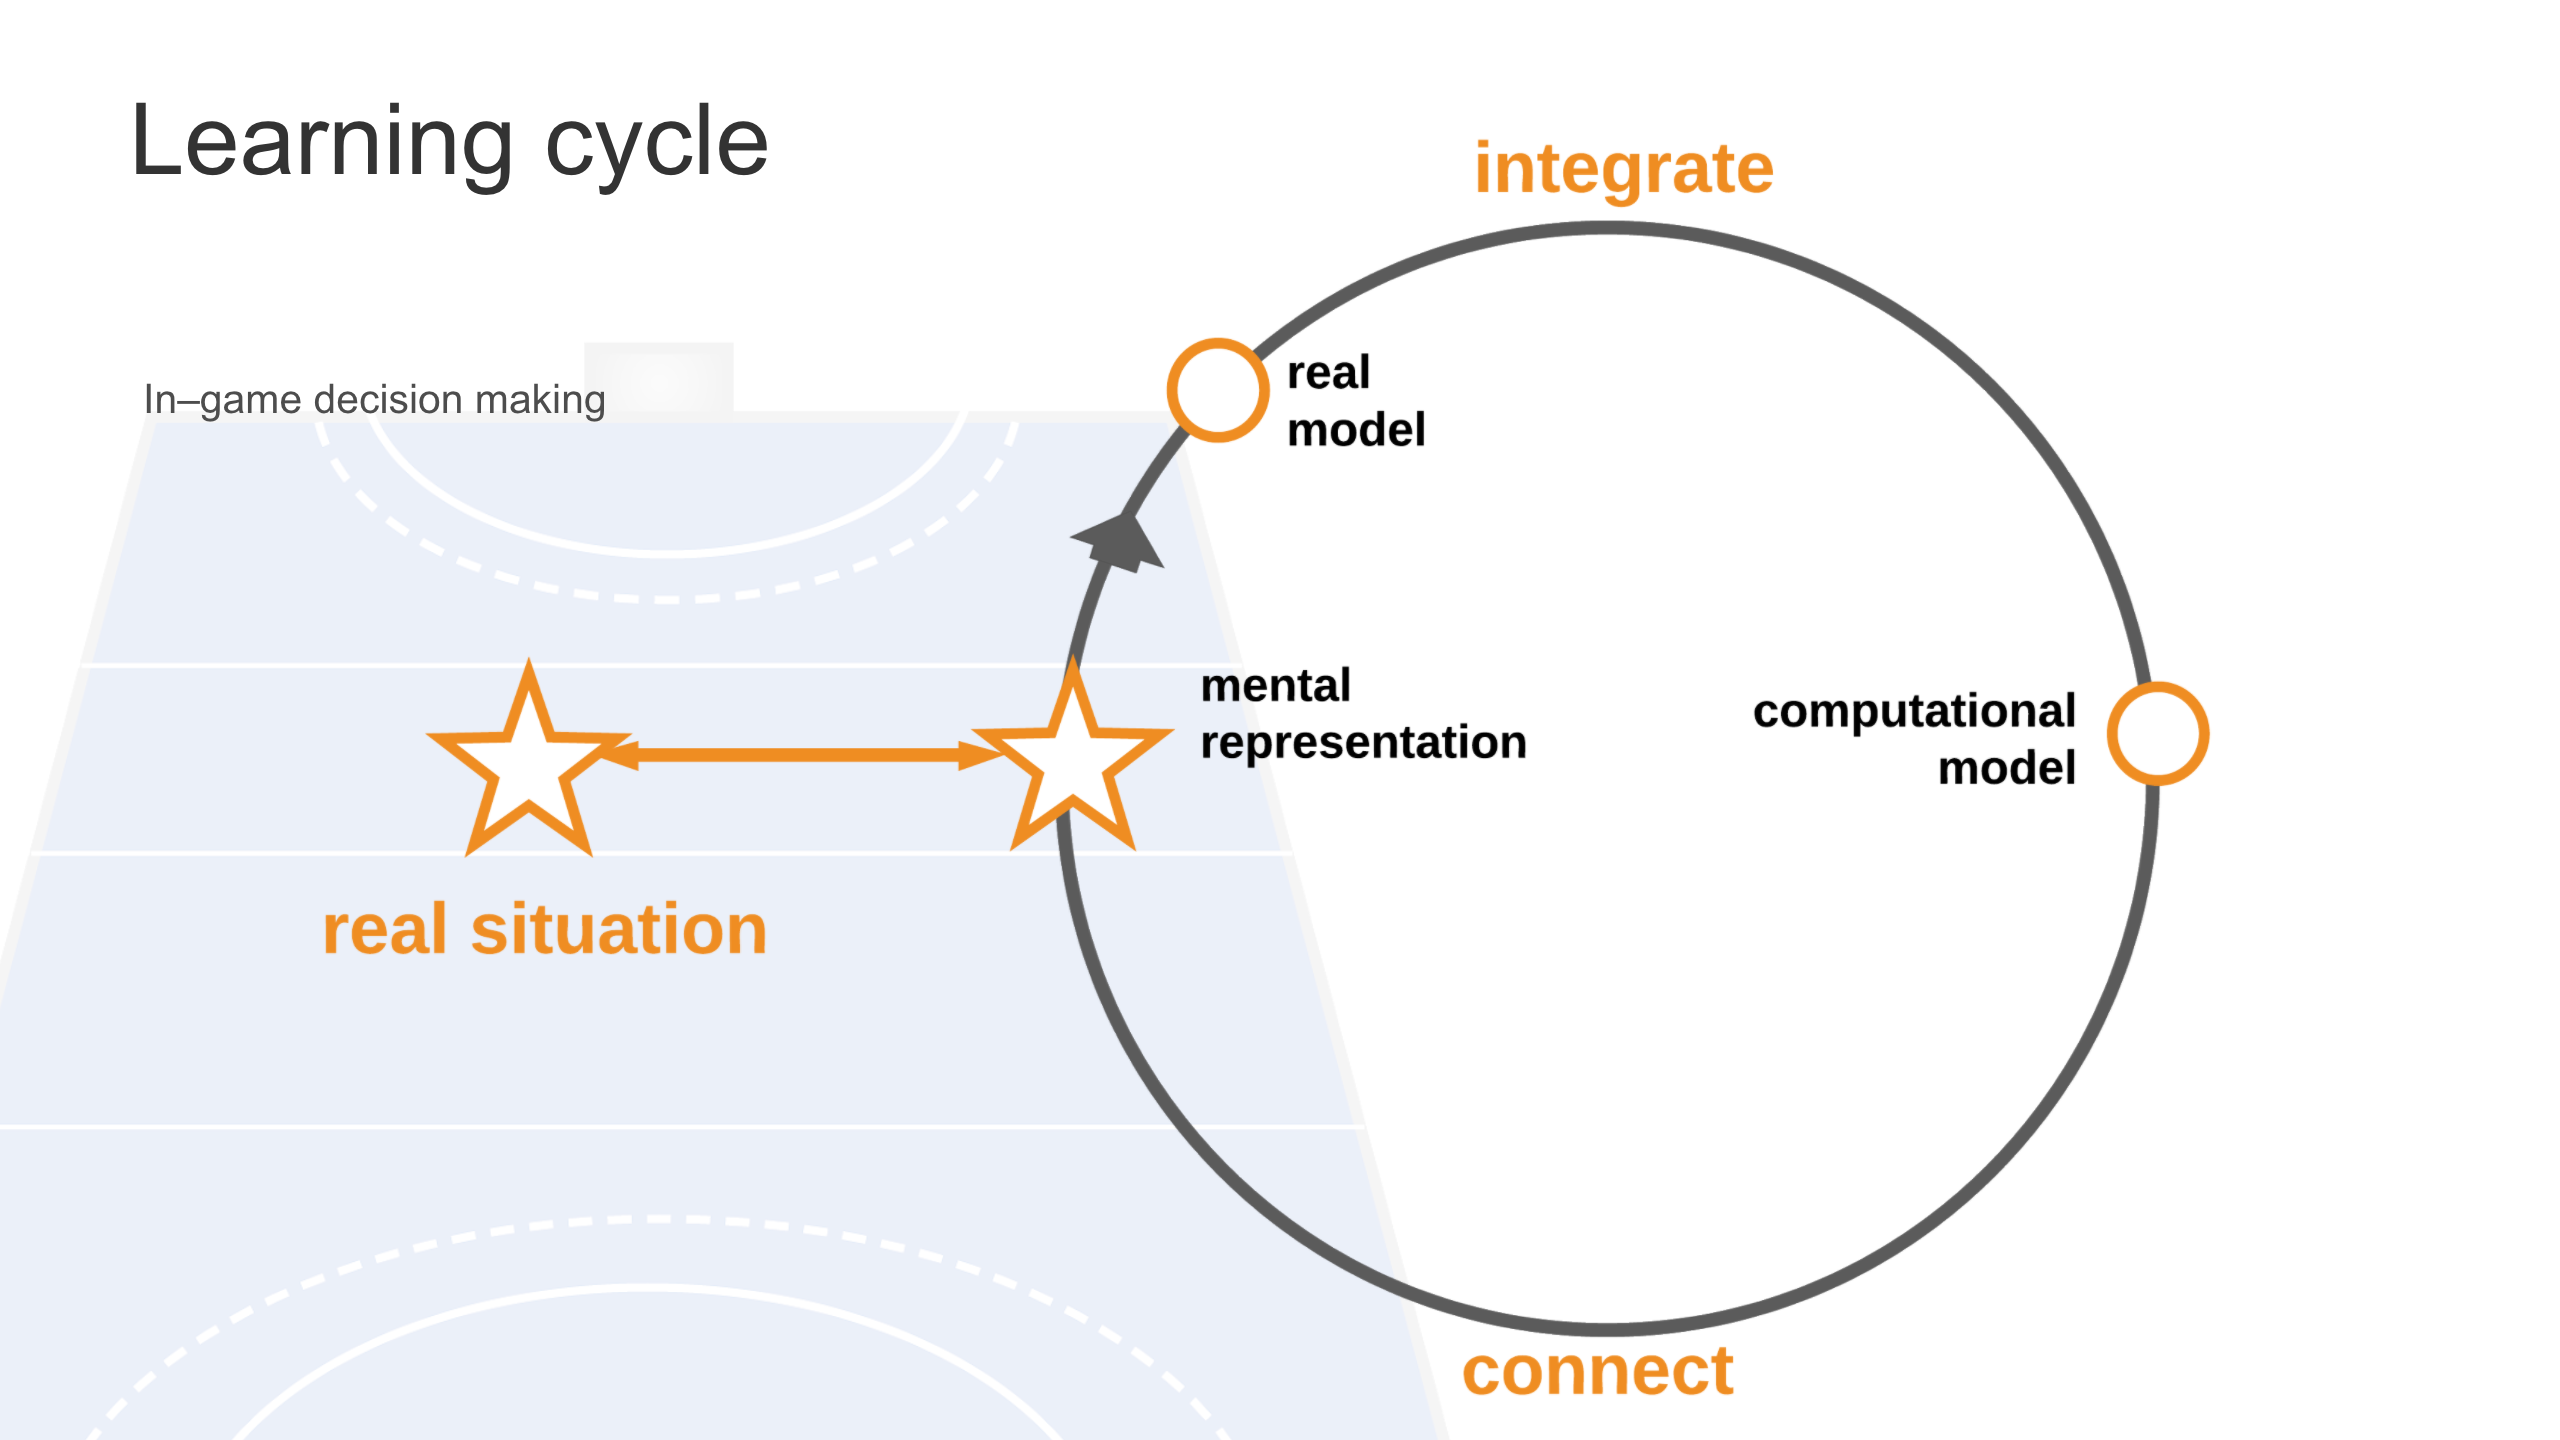 Learning cycle
integrate
In–game decision making
real
model
mental
representation
computational
model
real situation
connect